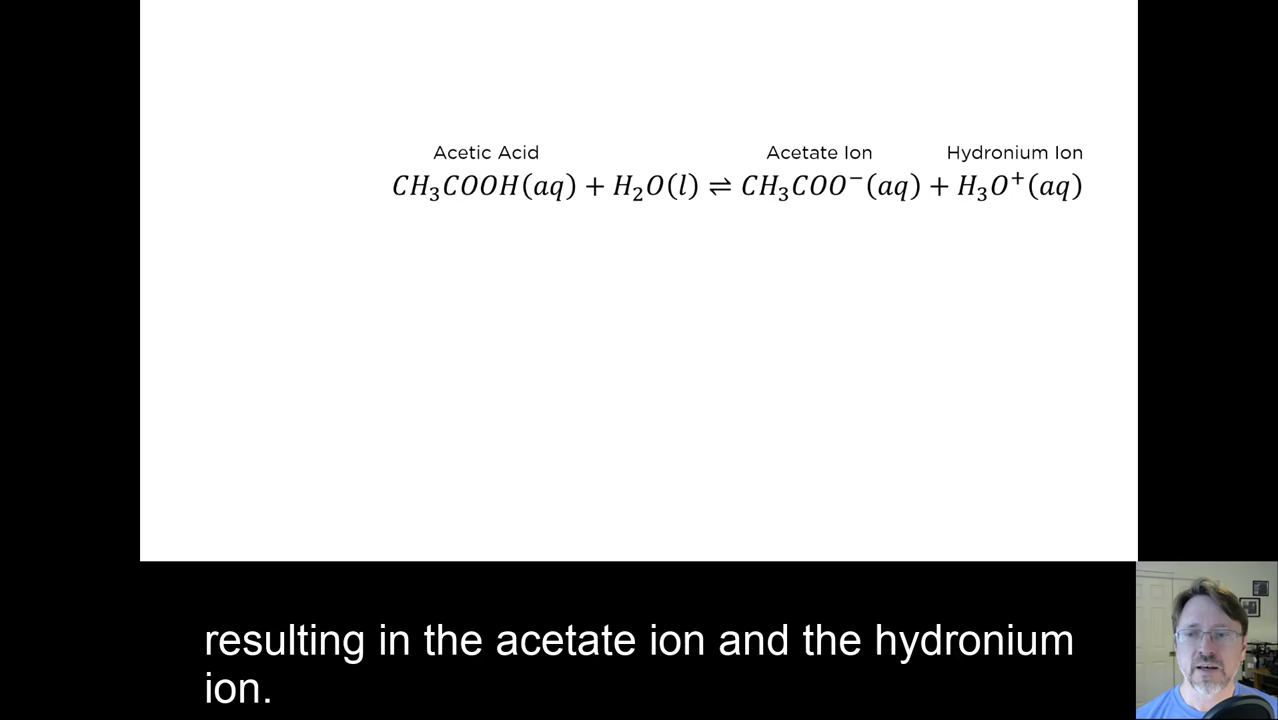 Acetic Acid Acetate Ion Hydronium Ion
CH₃COOH(aq) + H₂O(l) ⇌ CH₃COO⁻(aq) + H₃O⁺(aq)
resulting in the acetate ion and the hydronium
ion.